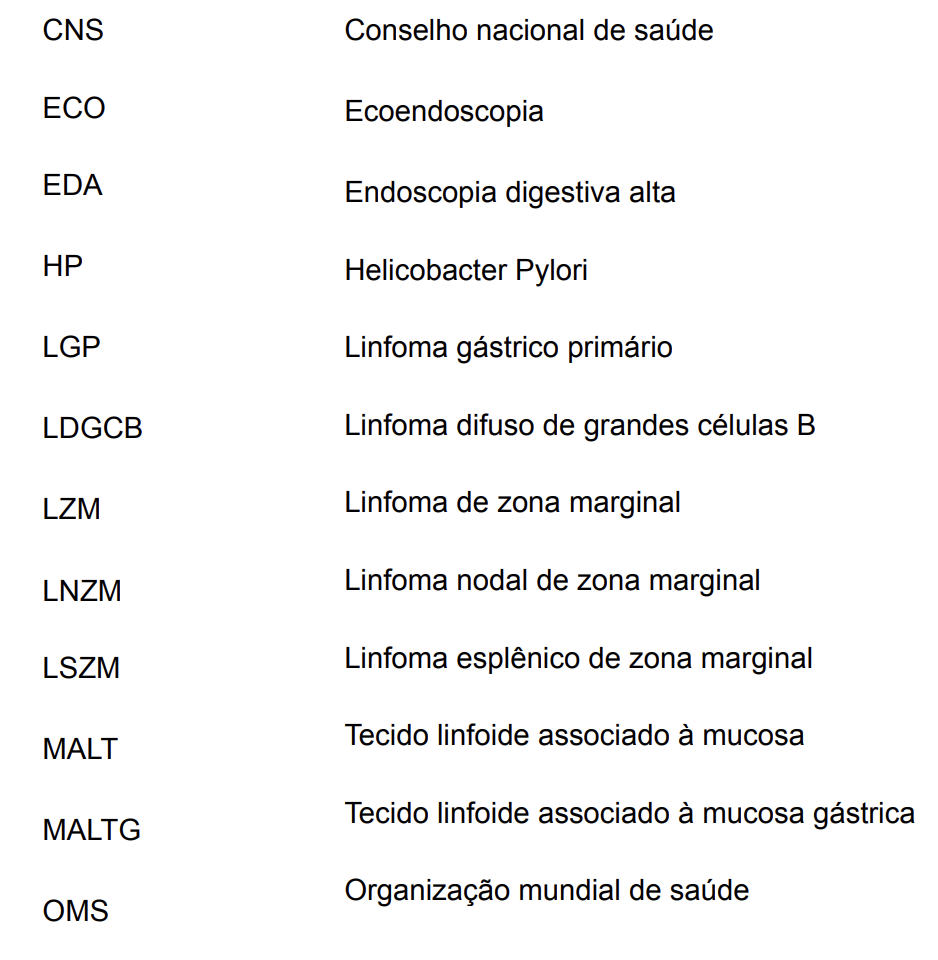 CNS Conselho nacional de saúde
ECO Ecoendoscopia
EDA Endoscopia digestiva alta
HP Helicobacter Pylori
LGP Linfoma gástrico primário
LDGCB Linfoma difuso de grandes células B
LZM Linfoma de zona marginal
LNZM Linfoma nodal de zona marginal
LSZM Linfoma esplênico de zona marginal
MALT Tecido linfoide associado à mucosa
MALTG Tecido linfoide associado à mucosa gástrica
OMS Organização mundial de saúde